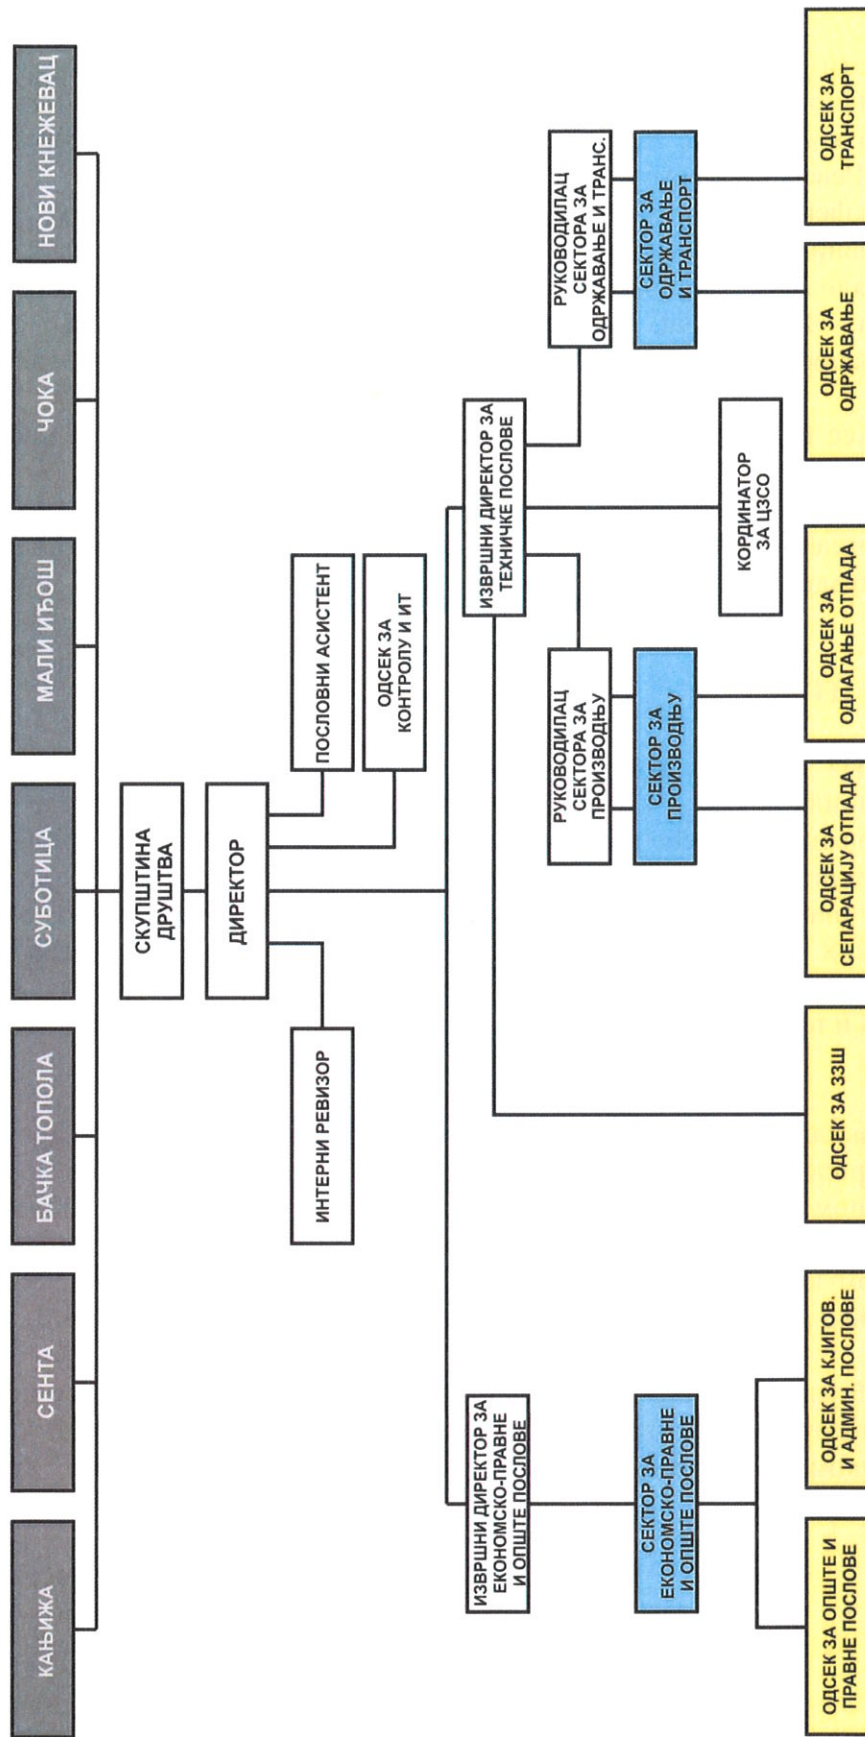 КАЊИЖА
СЕНТА
БАЧКА ТОПОЛА
СУБОТИЦА
МАЛИ ИЂОШ
ЧОКА
НОВИ КНЕЖЕВАЦ
СКУПШТИНА
ДРУШТВА
ДИРЕКТОР
ИНТЕРНИ РЕВИЗОР
ПОСЛОВНИ АСИСТЕНТ
ОДСЕК ЗА
КОНТРОЛУ И ИТ
ИЗВРШНИ ДИРЕКТОР ЗА
ЕКОНОМСКО-ПРАВНЕ
И ОПШТЕ ПОСЛОВЕ
ИЗВРШНИ ДИРЕКТОР ЗА
ТЕХНИЧКЕ ПОСЛОВЕ
РУКОВОДИЛАЦ
СЕКТОРА ЗА
ПРОИЗВОДЊУ
РУКОВОДИЛАЦ
СЕКТОРА ЗА
ОДРЖАВАЊЕ И ТРАНС.
СЕКТОР ЗА
ЕКОНОМСКО-ПРАВНЕ
И ОПШТЕ ПОСЛОВЕ
СЕКТОР ЗА
ПРОИЗВОДЊУ
СЕКТОР ЗА
ОДРЖАВАЊЕ
И ТРАНСПОРТ
КОРДИНАТОР
ЗА ЦЗСО
ОДСЕК ЗА ОПШТЕ И
ПРАВНЕ ПОСЛОВЕ
ОДСЕК ЗА КЈИГОВ.
И АДМИН. ПОСЛОВЕ
ОДСЕК ЗА ЗЗШ
ОДСЕК ЗА
СЕПАРАЦИЈУ ОТПАДА
ОДСЕК ЗА
ОДЛАГАЊЕ ОТПАДА
ОДСЕК ЗА
ОДРЖАВАЊЕ
ОДСЕК ЗА
ТРАНСПОРТ